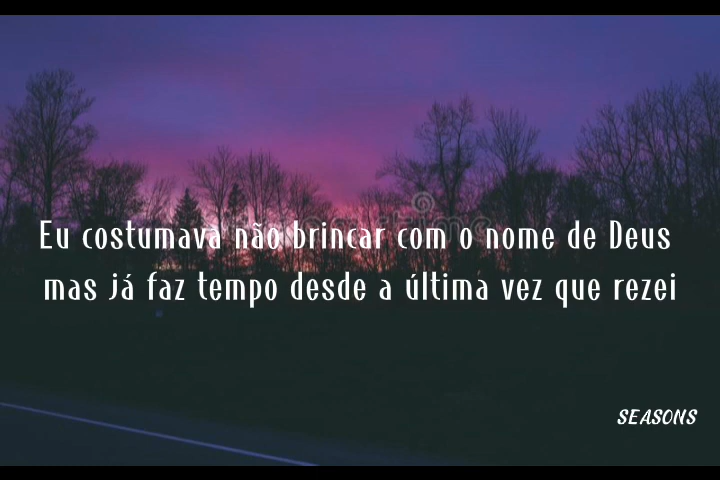 Eu costumava não brincar com o nome de Deus
mas já faz tempo desde a última vez que rezei
SEASONS